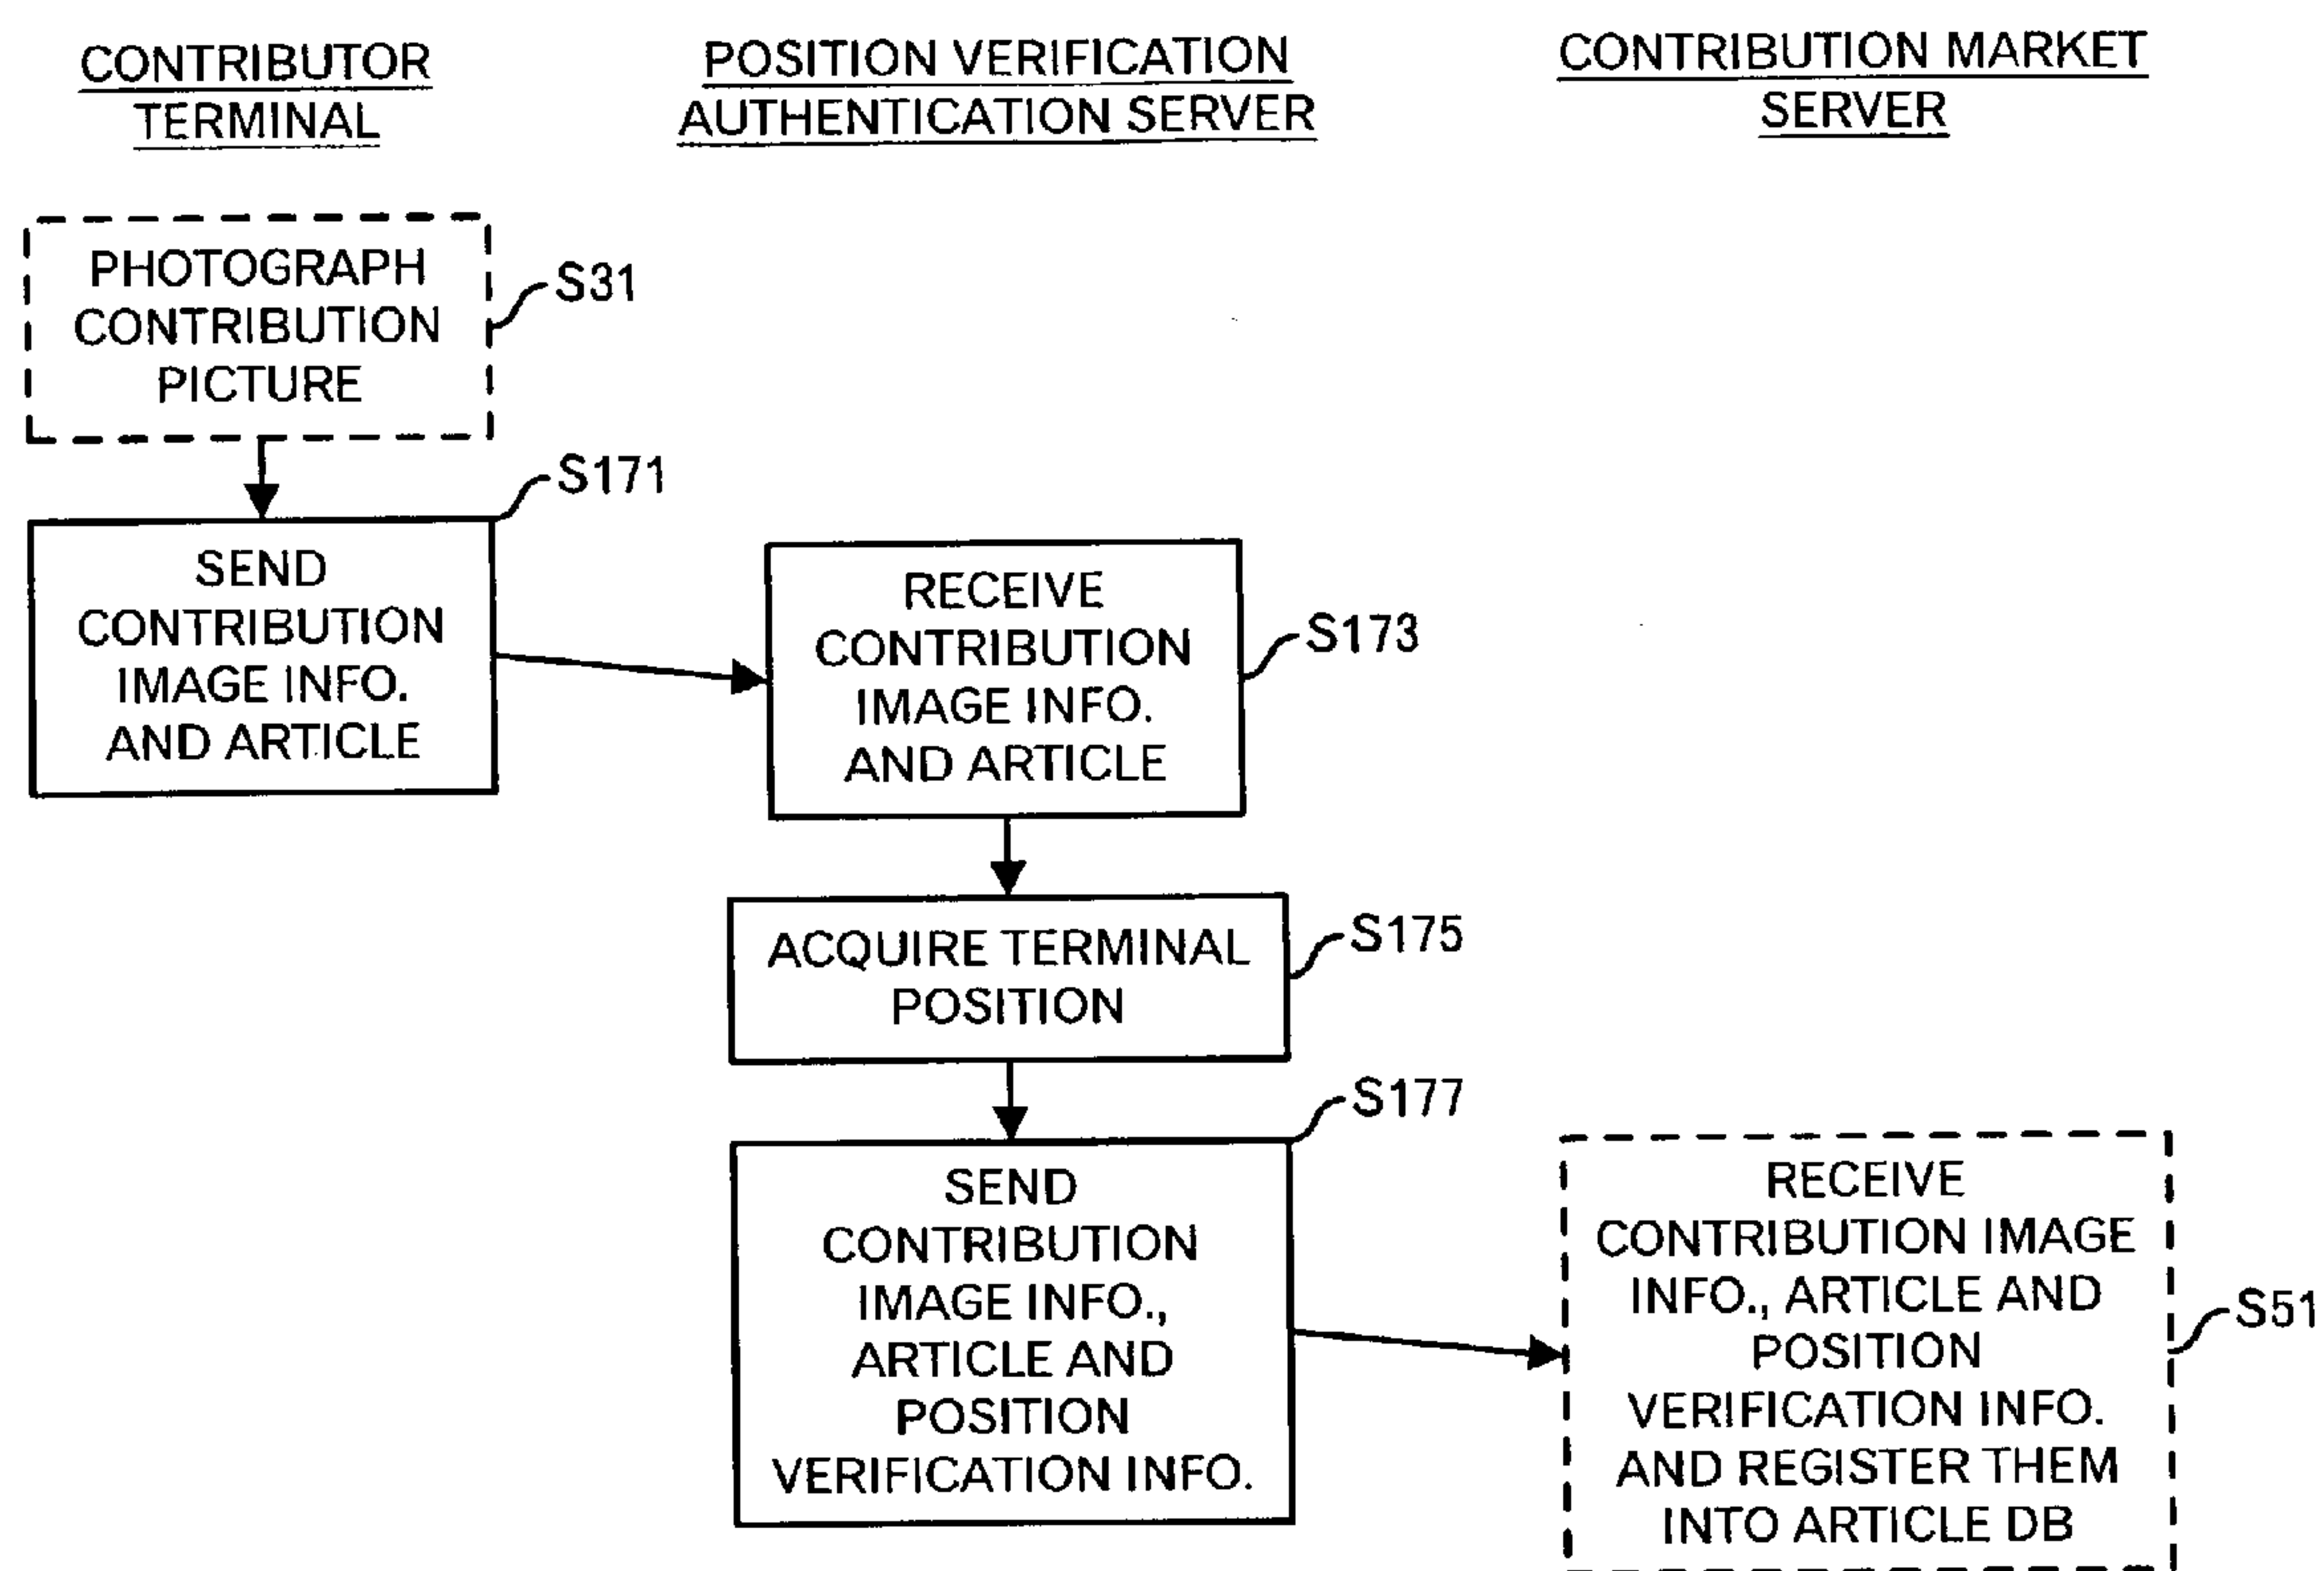 CONTRIBUTOR
TERMINAL
POSITION VERIFICATION
AUTHENTICATION SERVER
CONTRIBUTION MARKET
SERVER
PHOTOGRAPH
CONTRIBUTION
PICTURE
S31
S171
SEND
CONTRIBUTION
IMAGE INFO.
AND ARTICLE
RECEIVE
CONTRIBUTION
IMAGE INFO.
AND ARTICLE
S173
ACQUIRE TERMINAL
POSITION
S175
S177
SEND
CONTRIBUTION
IMAGE INFO.,
ARTICLE AND
POSITION
VERIFICATION INFO.
RECEIVE
CONTRIBUTION IMAGE
INFO., ARTICLE AND
POSITION
VERIFICATION INFO.
AND REGISTER THEM
INTO ARTICLE DB
S51